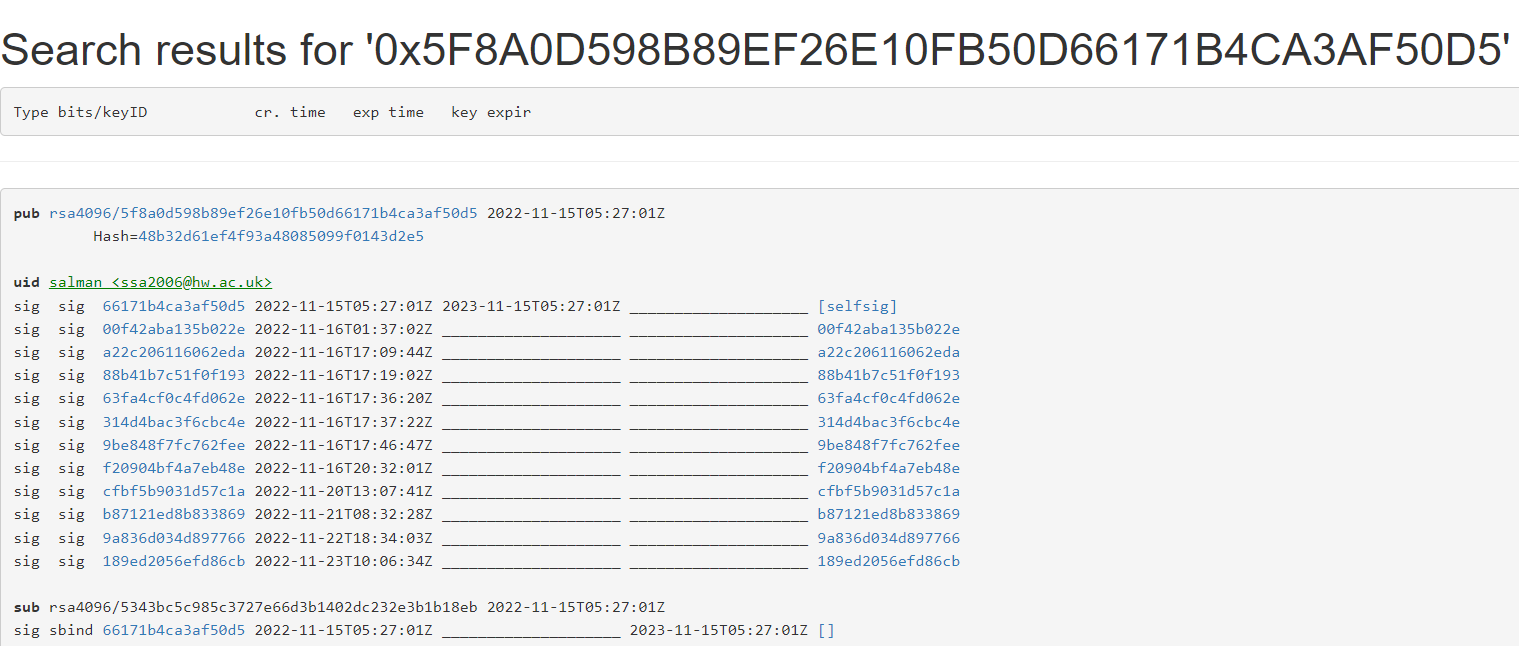 Search results for '0x5F8A0D598B89EF26E10FB50D66171B4CA3AF50D5'
Type bits/keyID cr. time exp time key expir
pub rsa4096/5f8a0d598b89ef26e10fb50d66171b4ca3af50d5 2022-11-15T05:27:01Z
Hash=48b32d61ef4f93a48085099f0143d2e5
uid salman <ssa2006@hw.ac.uk>
sig sig 66171b4ca3af50d5 2022-11-15T05:27:01Z 2023-11-15T05:27:01Z ____________________ [selfsig]
sig sig 00f42aba135b022e 2022-11-16T01:37:02Z ____________________ ____________________ 00f42aba135b022e
sig sig a22c206116062eda 2022-11-16T17:09:44Z ____________________ ____________________ a22c206116062eda
sig sig 88b41b7c51f0f193 2022-11-16T17:19:02Z ____________________ ____________________ 88b41b7c51f0f193
sig sig 63fa4cf0c4fd062e 2022-11-16T17:36:20Z ____________________ ____________________ 63fa4cf0c4fd062e
sig sig 314d4bac3f6cbc4e 2022-11-16T17:37:22Z ____________________ ____________________ 314d4bac3f6cbc4e
sig sig 9be848f7fc762fee 2022-11-16T17:46:47Z ____________________ ____________________ 9be848f7fc762fee
sig sig f20904bf4a7eb48e 2022-11-16T20:32:01Z ____________________ ____________________ f20904bf4a7eb48e
sig sig cfbf5b9031d57c1a 2022-11-20T13:07:41Z ____________________ ____________________ cfbf5b9031d57c1a
sig sig b87121ed8b833869 2022-11-21T08:32:28Z ____________________ ____________________ b87121ed8b833869
sig sig 9a836d034d897766 2022-11-22T18:34:03Z ____________________ ____________________ 9a836d034d897766
sig sig 189ed2056efd86cb 2022-11-23T10:06:34Z ____________________ ____________________ 189ed2056efd86cb
sub rsa4096/5343bc5c985c3727e66d3b1402dc232e3b1b18eb 2022-11-15T05:27:01Z
sig sbind 66171b4ca3af50d5 2022-11-15T05:27:01Z ____________________ 2023-11-15T05:27:01Z []